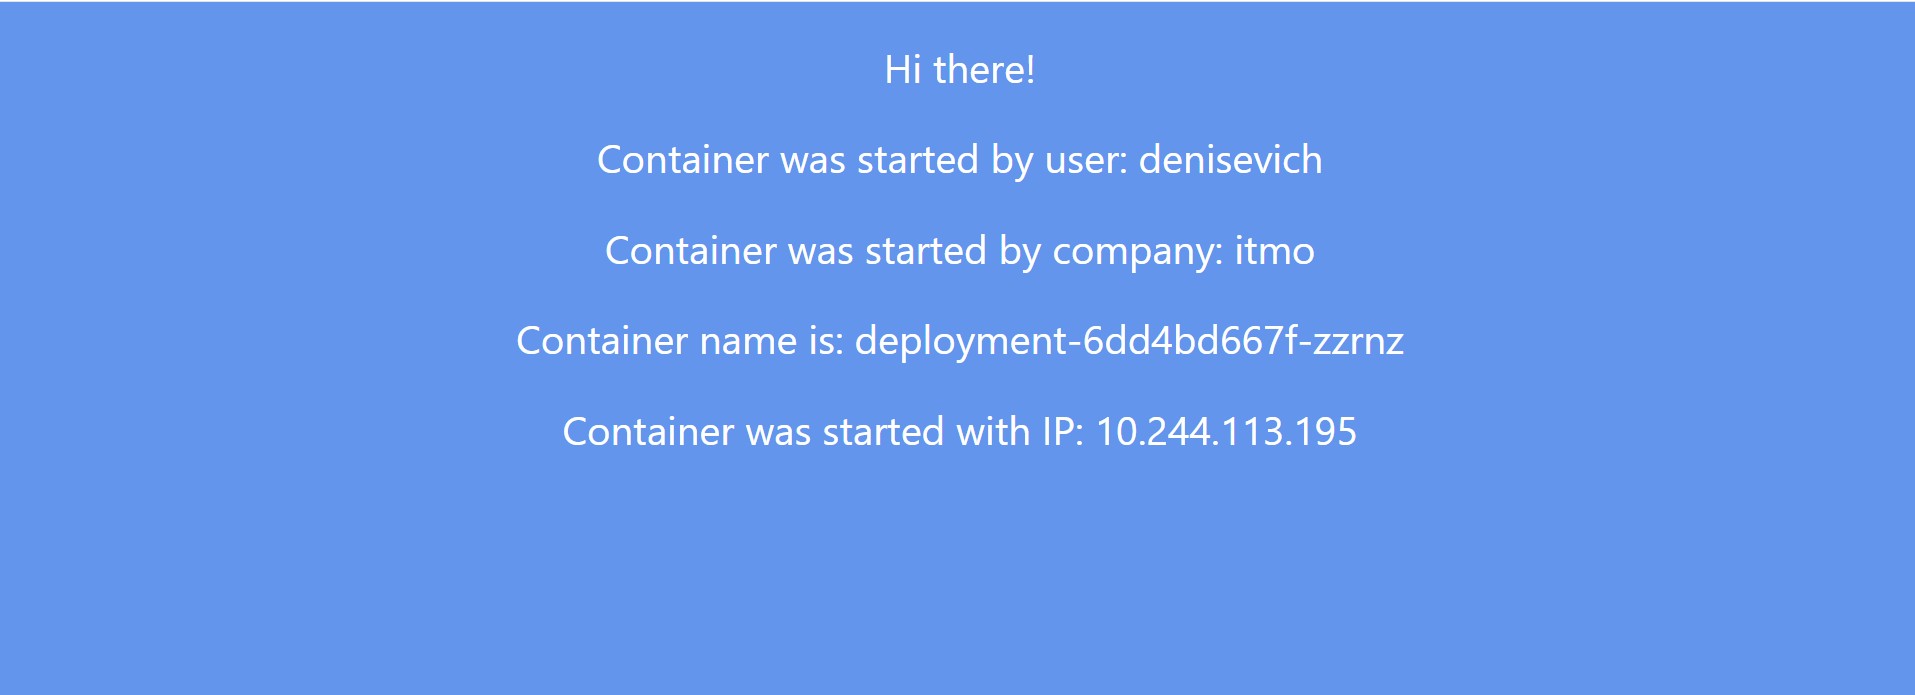 Hi there!
Container was started by user: denisevich
Container was started by company: itmo
Container name is: deployment-6dd4bd667f-zzrnz
Container was started with IP: 10.244.113.195